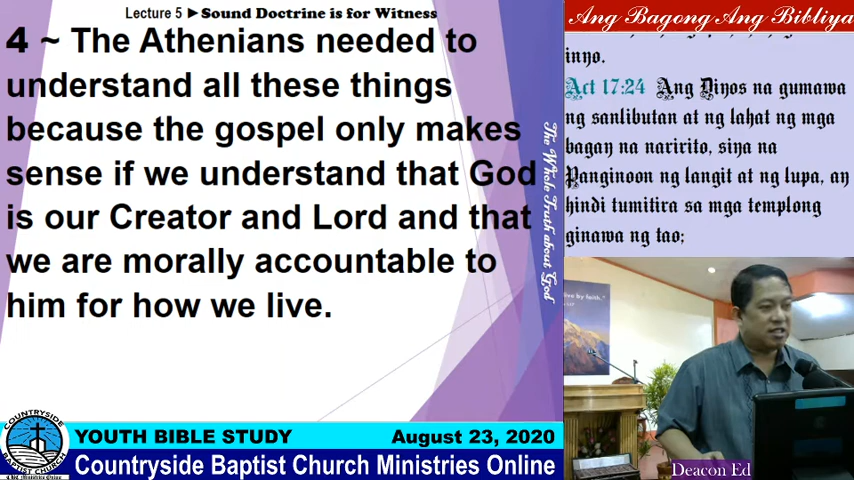 Lecture 5 ►Sound Doctrine is for Witness
4 ~ The Athenians needed to
understand all these things
because the gospel only makes
sense if we understand that God
is our Creator and Lord and that
we are morally accountable to
him for how we live.
The Whole Truth about God
Ang Bagong Ang Bibliya
inyo.
Act 17:24 Ang Diyos na gumawa
ng sanlibutan at ng lahat ng mga
bagay na naririto, siya na
Panginoon ng langit at ng lupa, ay
hindi tumitira sa mga templong
ginawa ng tao;
live by faith."
Deacon Ed
COUNTRYSIDE
BAPTIST CHURCH
YOUTH BIBLE STUDY August 23, 2020
Countryside Baptist Church Ministries Online